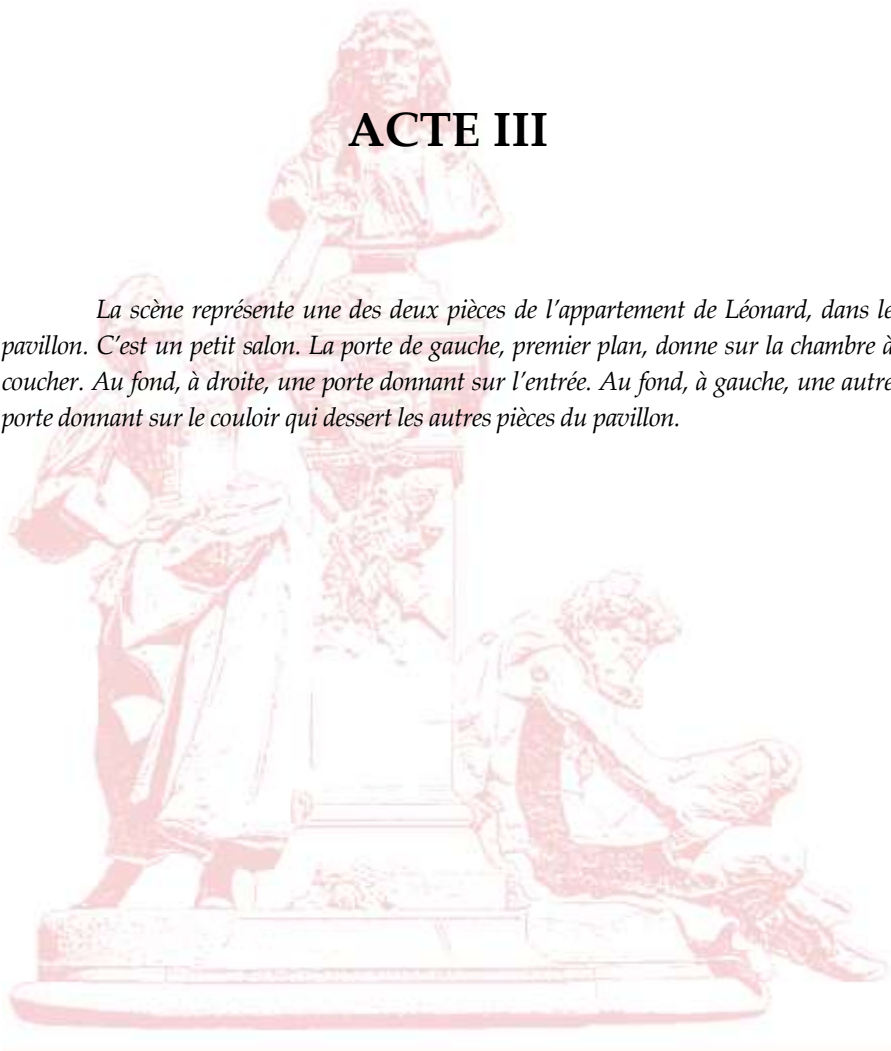 ACTE III
La scène représente une des deux pièces de l'appartement de Léonard, dans le
pavillon. C'est un petit salon. La porte de gauche, premier plan, donne sur la chambre à
coucher. Au fond, à droite, une porte donnant sur l'entrée. Au fond, à gauche, une autre
porte donnant sur le couloir qui dessert les autres pièces du pavillon.